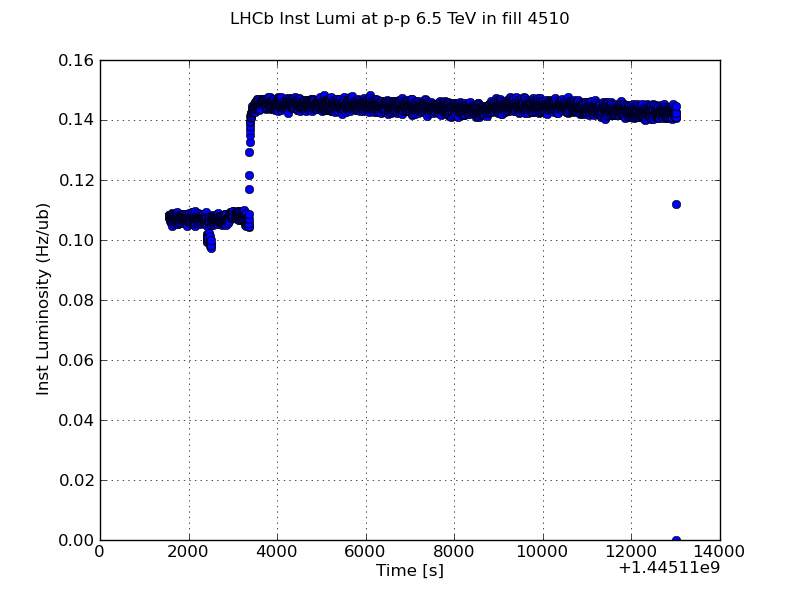 LHCb Inst Lumi at p-p 6.5 TeV in fill 4510
Inst Luminosity (Hz/ub)
0.16
0.14
0.12
0.10
0.08
0.06
0.04
0.02
0.00
0 2000 4000 6000 8000 10000 12000 14000
Time [s]
+1.44511e9